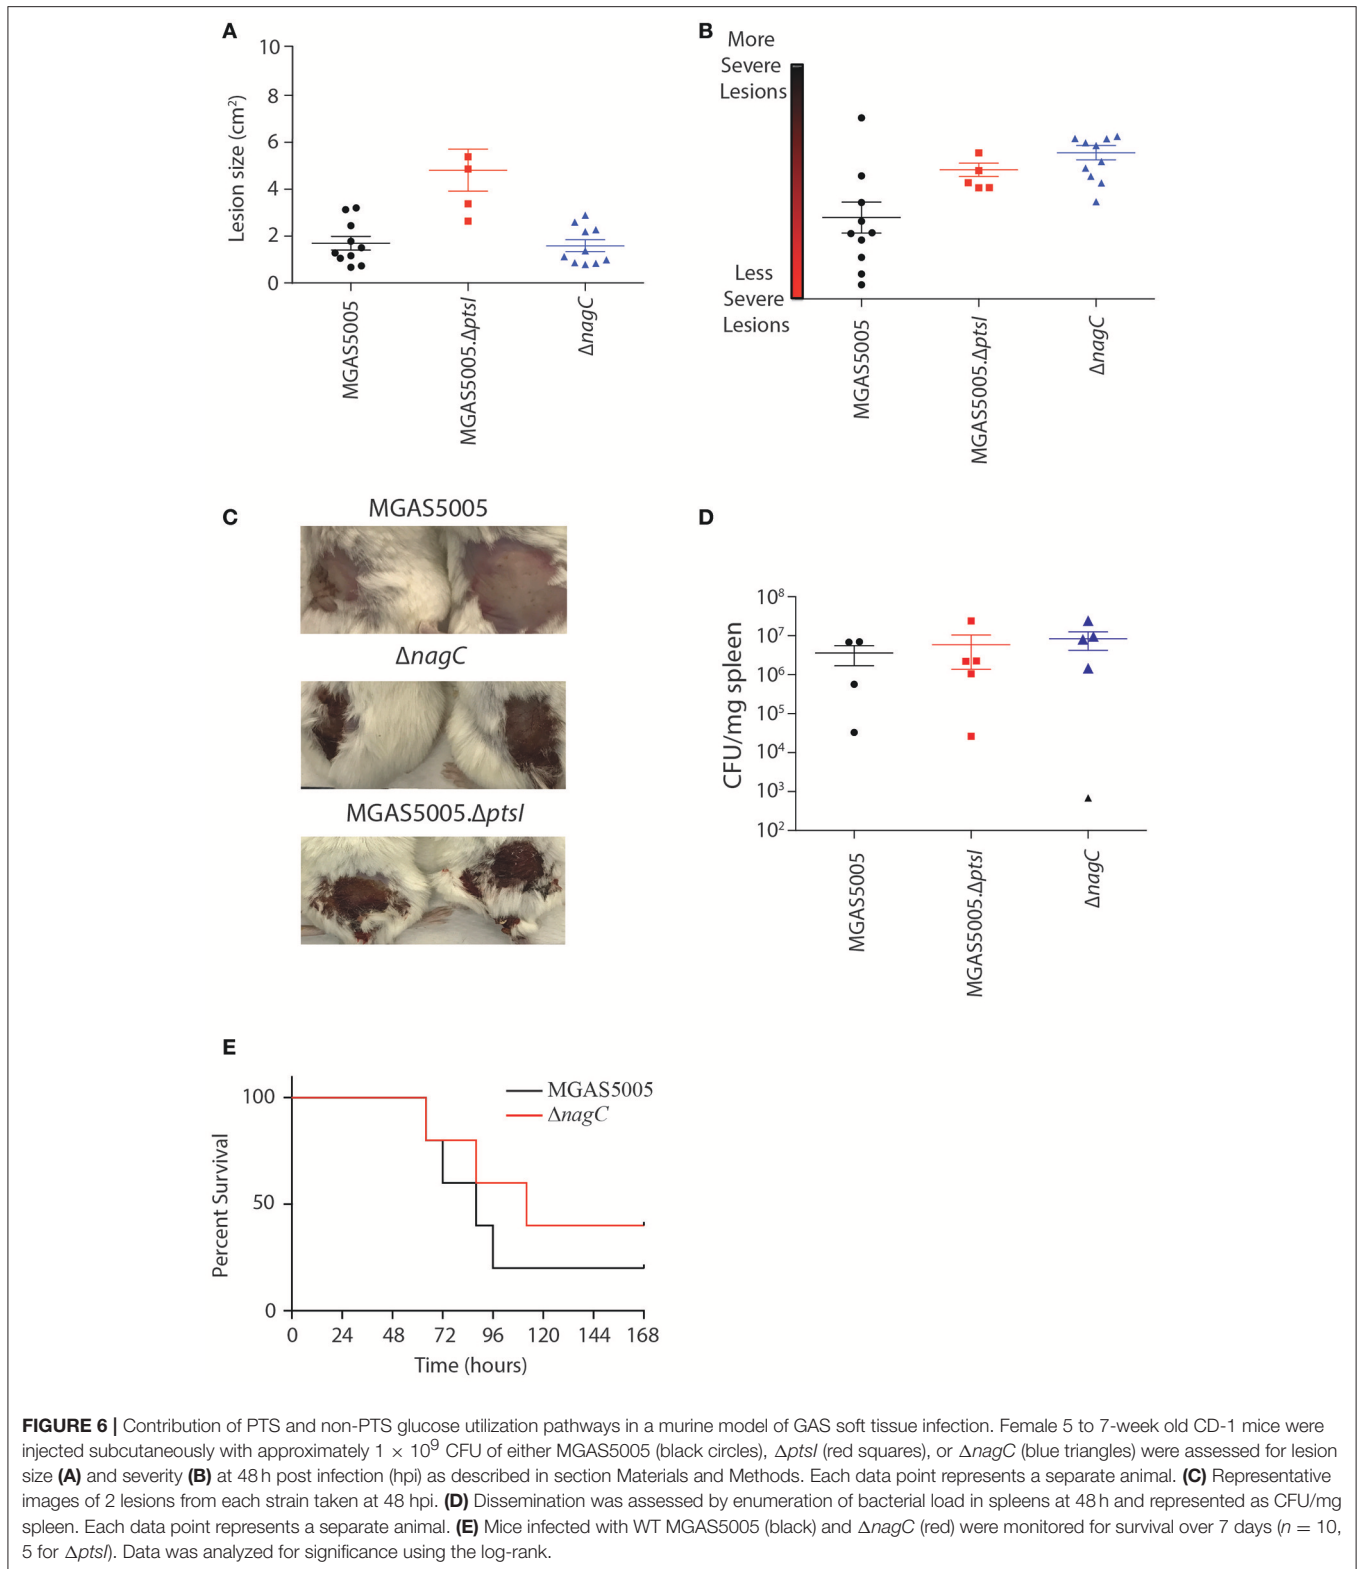 A
10
8
6
4
2
0
Lesion size (cm²)
MGAS5005
MGAS5005.ΔptsI
ΔnagC
B
More
Severe
Lesions
Less
Severe
Lesions
MGAS5005
MGAS5005.ΔptsI
ΔnagC
C
MGAS5005
ΔnagC
MGAS5005.ΔptsI
D
10⁸
10⁷
10⁶
10⁵
10⁴
10³
10²
CFU/mg spleen
MGAS5005
MGAS5005.ΔptsI
ΔnagC
E
MGAS5005
ΔnagC
100
50
0
Percent Survival
0 24 48 72 96 120 144 168
Time (hours)
FIGURE 6 | Contribution of PTS and non-PTS glucose utilization pathways in a murine model of GAS soft tissue infection. Female 5 to 7-week old CD-1 mice were
injected subcutaneously with approximately 1 × 10⁹ CFU of either MGAS5005 (black circles), ΔptsI (red squares), or ΔnagC (blue triangles) were assessed for lesion
size (A) and severity (B) at 48 h post infection (hpi) as described in section Materials and Methods. Each data point represents a separate animal. (C) Representative
images of 2 lesions from each strain taken at 48 hpi. (D) Dissemination was assessed by enumeration of bacterial load in spleens at 48 h and represented as CFU/mg
spleen. Each data point represents a separate animal. (E) Mice infected with WT MGAS5005 (black) and ΔnagC (red) were monitored for survival over 7 days (n = 10,
5 for ΔptsI). Data was analyzed for significance using the log-rank.